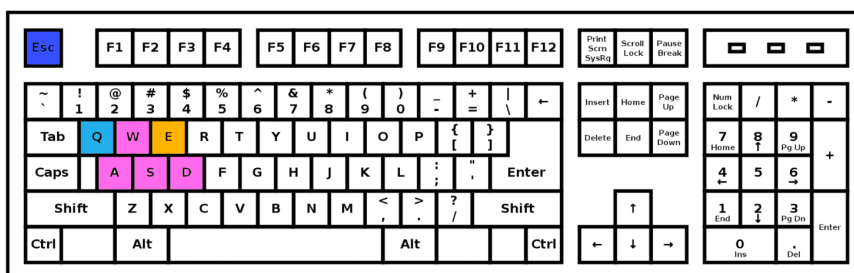 Esc F1 F2 F3 F4 F5 F6 F7 F8 F9 F10 F11 F12 Print Scrn SysRq Scroll Lock Pause Break
~ ! @ # $ % ^ & * ( ) _ + |
` 1 2 3 4 5 6 7 8 9 0 - = \ ← Insert Home Page Up Num Lock / * -
Tab Q W E R T Y U I O P { [ } ] Delete End Page Down 7 Home 8 ↑ 9 Pg Up +
Caps A S D F G H J K L : ; " ' Enter 4 ← 5 6 →
Shift Z X C V B N M < , > . ? / Shift ↑ 1 End 2 ↓ 3 Pg Dn Enter
Ctrl Alt Alt Ctrl ← ↓ → 0 Ins . Del